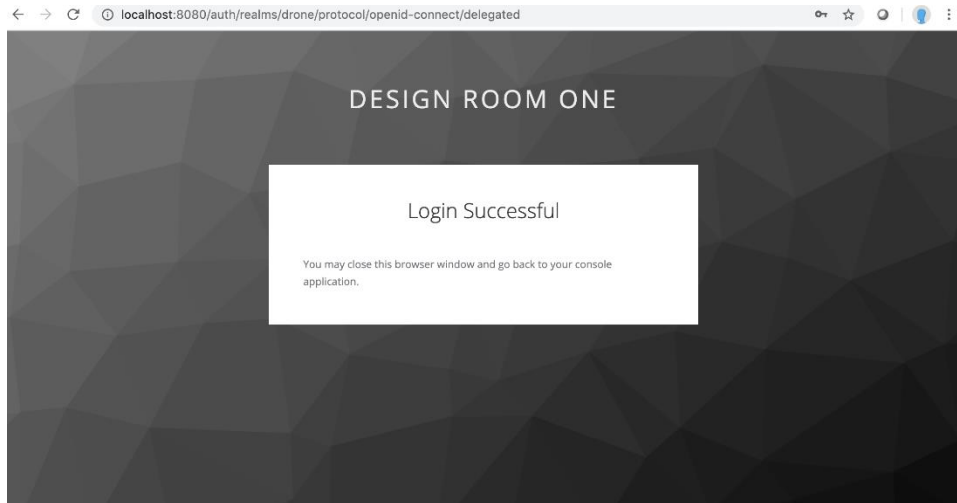 localhost:8080/auth/realms/drone/protocol/openid-connect/delegated
DESIGN ROOM ONE
Login Successful
You may close this browser window and go back to your console
application.